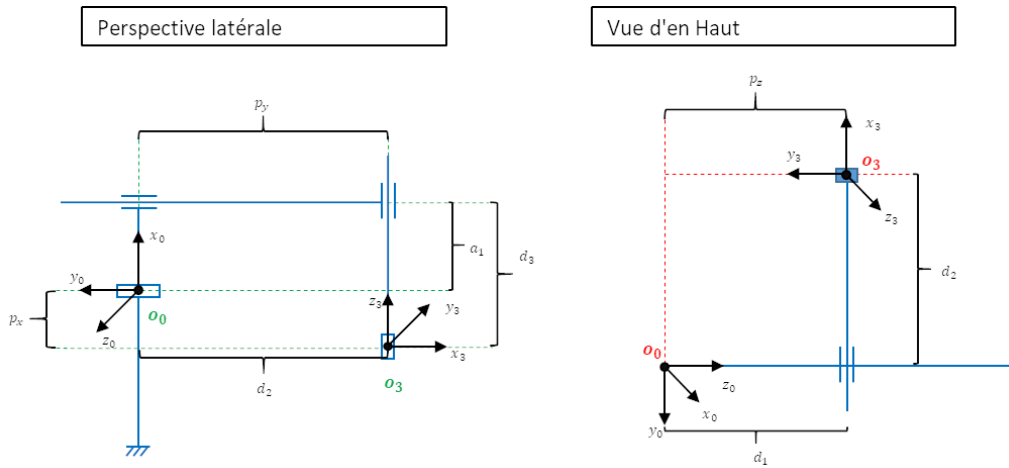 Perspective latérale
Vue d'en Haut
p_y
x_0
y_0
z_0
o_0
p_x
d_2
a_1
d_3
z_3
y_3
x_3
o_3
p_z
x_3
y_3
o_3
z_3
d_2
o_0
z_0
x_0
y_0
d_1